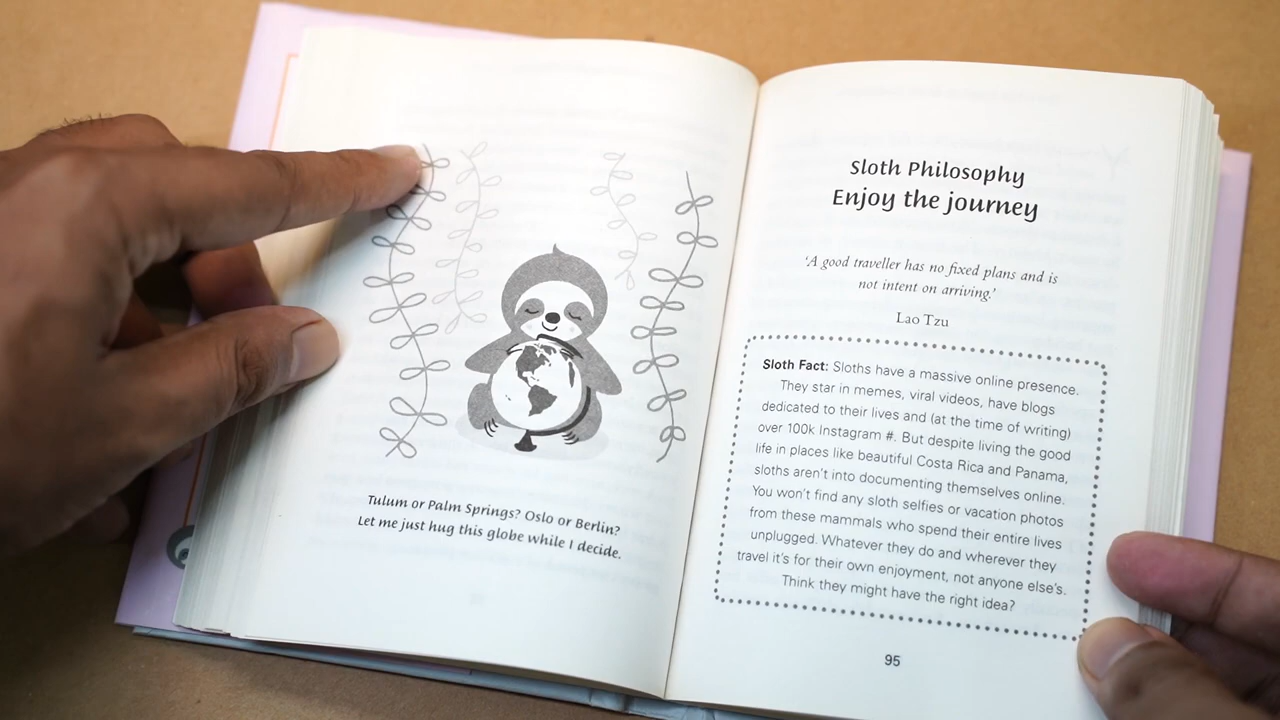 Tulum or Palm Springs? Oslo or Berlin?
Let me just hug this globe while I decide.
Sloth Philosophy
Enjoy the journey
‘A good traveller has no fixed plans and is
not intent on arriving.’
Lao Tzu
Sloth Fact: Sloths have a massive online presence.
They star in memes, viral videos, have blogs
dedicated to their lives and (at the time of writing)
over 100k Instagram #. But despite living the good
life in places like beautiful Costa Rica and Panama,
sloths aren’t into documenting themselves online.
You won’t find any sloth selfies or vacation photos
from these mammals who spend their entire lives
unplugged. Whatever they do and wherever they
travel it’s for their own enjoyment, not anyone else’s.
Think they might have the right idea?
95